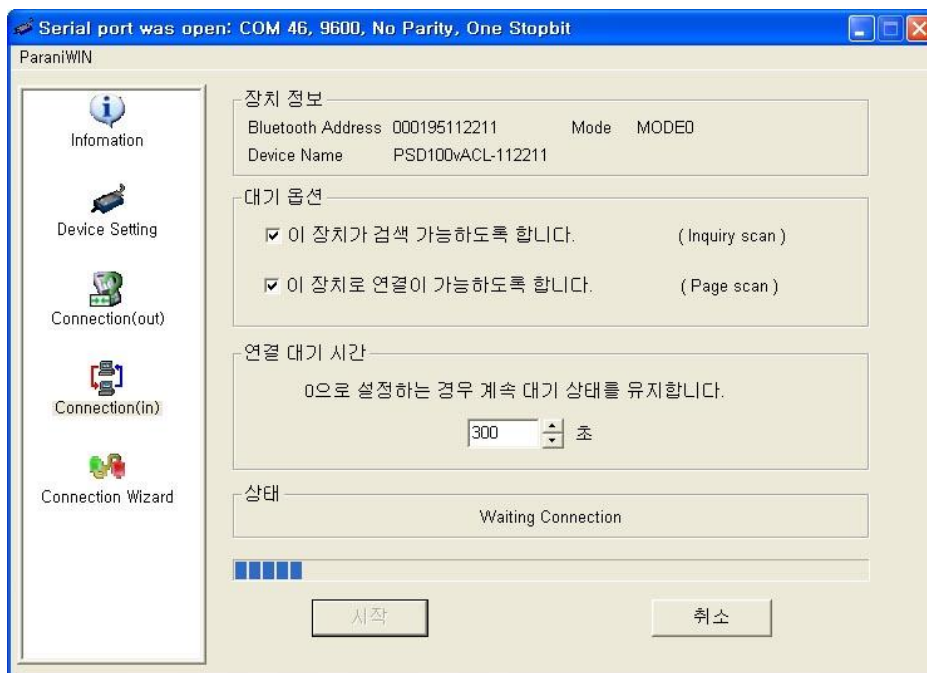 Serial port was open: COM 46, 9600, No Parity, One Stopbit
ParaniWIN
Infomation
Device Setting
Connection(out)
Connection(in)
Connection Wizard
장치 정보
Bluetooth Address 000195112211 Mode MODE0
Device Name PSD100vACL-112211
대기 옵션
이 장치가 검색 가능하도록 합니다. ( Inquiry scan )
이 장치로 연결이 가능하도록 합니다. ( Page scan )
연결 대기 시간
0으로 설정하는 경우 계속 대기 상태를 유지합니다.
300 초
상태
Waiting Connection
시작 취소